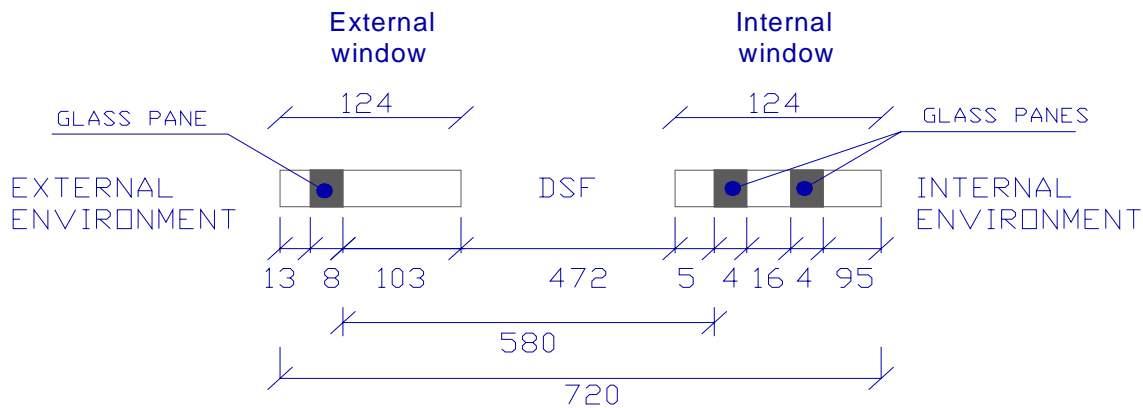 External
window
Internal
window
124
124
GLASS PANE
GLASS PANES
EXTERNAL
ENVIRONMENT
DSF
INTERNAL
ENVIRONMENT
13 8 103 472 5 4 16 4 95
580
720